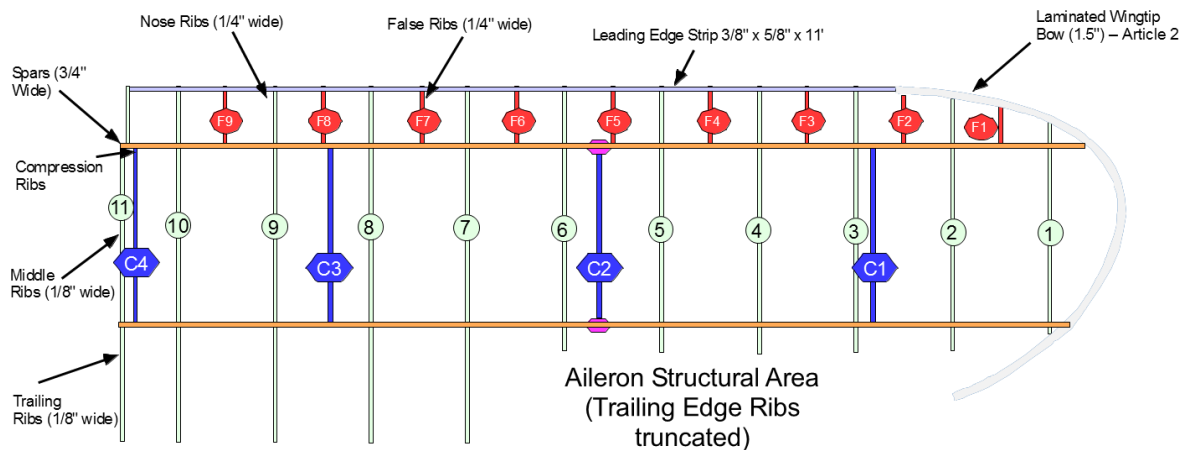 Nose Ribs (1/4" wide)
False Ribs (1/4" wide)
Leading Edge Strip 3/8" x 5/8" x 11'
Laminated Wingtip
Bow (1.5") – Article 2
Spars (3/4"
Wide)
F9
F8
F7
F6
F5
F4
F3
F2
F1
Compression
Ribs
11
10
9
8
7
6
5
4
3
2
1
C4
C3
C2
C1
Middle
Ribs (1/8" wide)
Trailing
Ribs (1/8" wide)
Aileron Structural Area
(Trailing Edge Ribs
truncated)